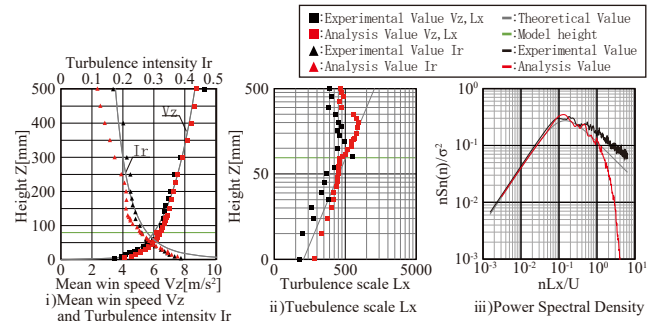 :Experimental Value Vz,Lx
:Analysis Value Vz,Lx
:Experimental Value Ir
:Analysis Value Ir
:Theoretical Value
:Model height
:Experimental Value
:Analysis Value
Turbulence intensity Ir
0 0.1 0.2 0.3 0.4 0.5
Height Z[mm]
500
400
300
200
100
0
Vz
Ir
0 2 4 6 8 10
Mean win speed Vz[m/s²]
i)Mean win speed Vz
and Turbulence intensity Ir
Height Z[mm]
500
50
0
5 500 5000
Turbulence scale Lx
ii)Tuebulence scale Lx
nSn(n)/σ²
10⁰
10⁻¹
10⁻²
10⁻³
10⁻³ 10⁻² 10⁻¹ 10⁰ 10¹
nLx/U
iii)Power Spectral Density